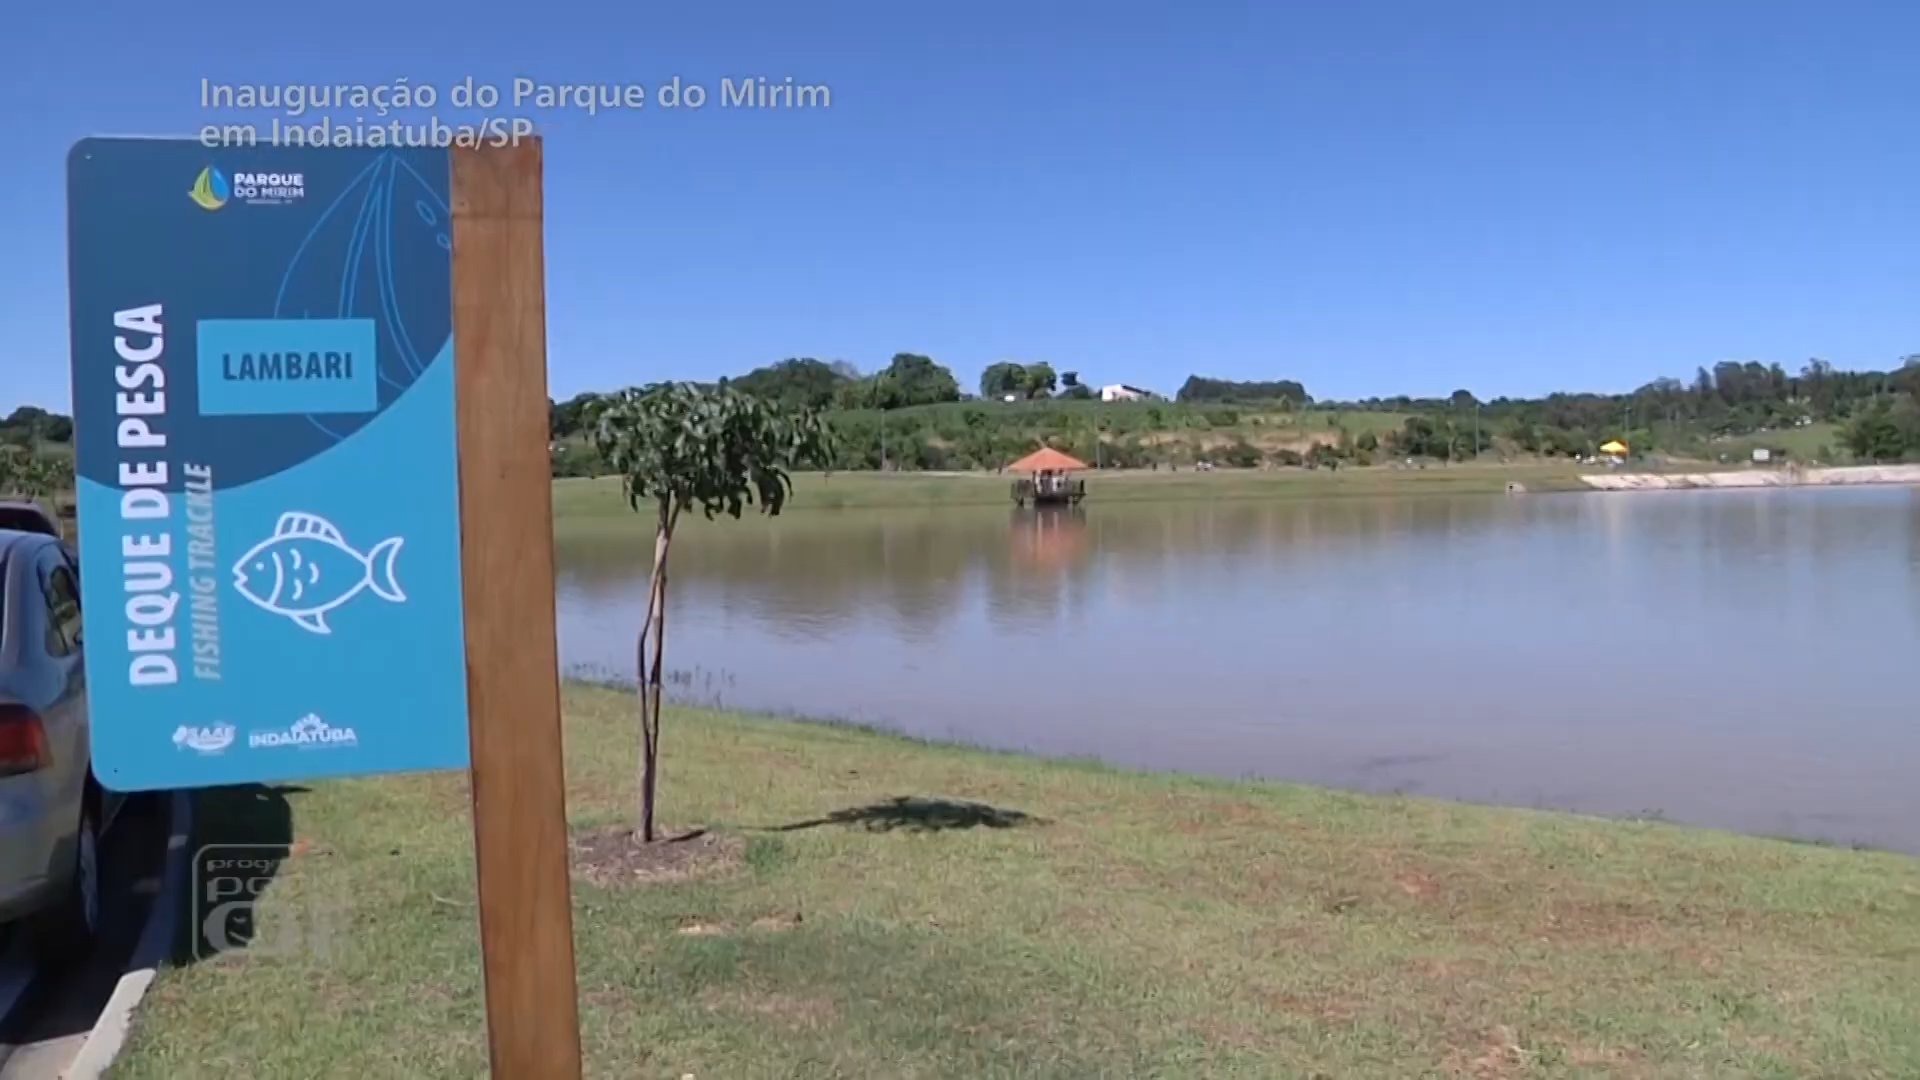 Inauguração do Parque do Mirim
em Indaiatuba/SP
PARQUE
DO MIRIM
DEQUE DE PESCA
FISHING TRACKLE
LAMBARI
SAAE
INDAIATUBA